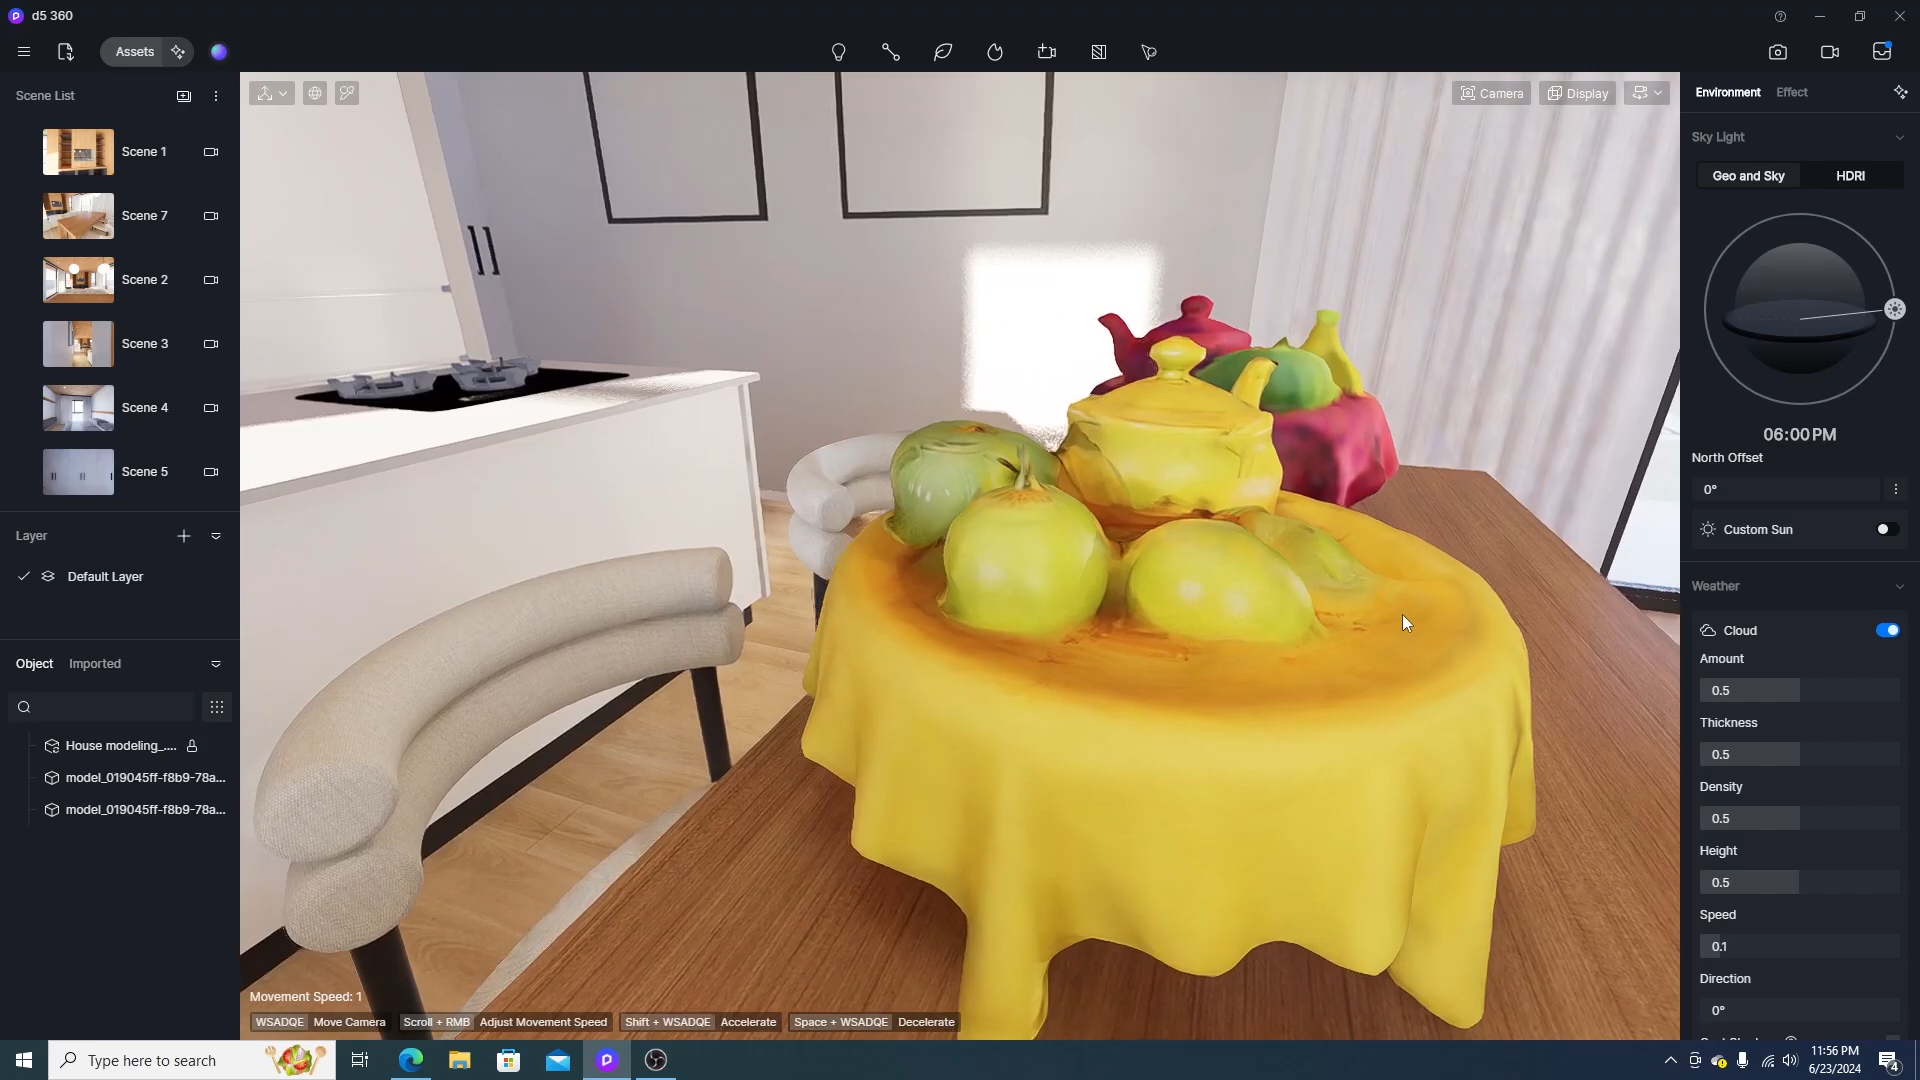 d5 360
Assets
Scene List
Scene 1
Scene 7
Scene 2
Scene 3
Scene 4
Scene 5
Layer
Default Layer
Object Imported
House modeling_....
model_019045ff-f8b9-78a...
model_019045ff-f8b9-78a...
Camera Display
Movement Speed: 1
WSADQE Move Camera Scroll + RMB Adjust Movement Speed Shift + WSADQE Accelerate Space + WSADQE Decelerate
Environment Effect
Sky Light
Geo and Sky HDRI
06:00 PM
North Offset
0°
Custom Sun
Weather
Cloud
Amount
0.5
Thickness
0.5
Density
0.5
Height
0.5
Speed
0.1
Direction
0°
Type here to search
11:56 PM
6/23/2024
4